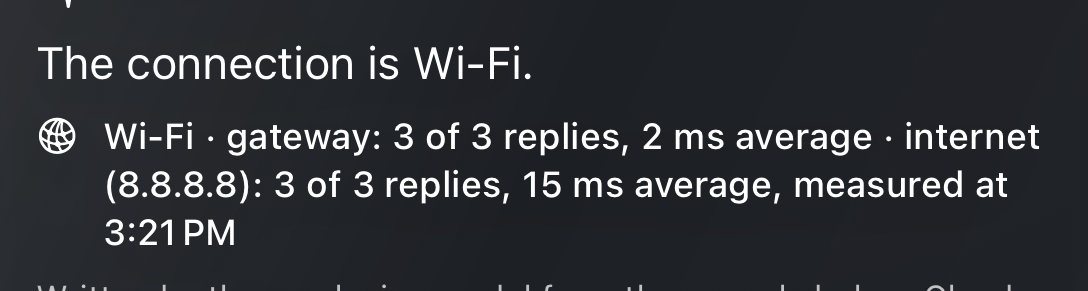 The connection is Wi-Fi.
Wi-Fi · gateway: 3 of 3 replies, 2 ms average · internet
(8.8.8.8): 3 of 3 replies, 15 ms average, measured at
3:21 PM